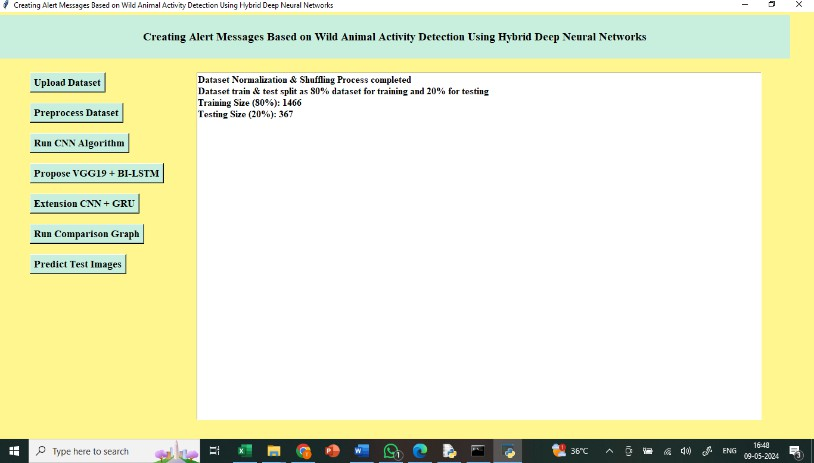 Creating Alert Messages Based on Wild Animal Activity Detection Using Hybrid Deep Neural Networks
Creating Alert Messages Based on Wild Animal Activity Detection Using Hybrid Deep Neural Networks
Upload Dataset
Preprocess Dataset
Run CNN Algorithm
Propose VGG19 + BI-LSTM
Extension CNN + GRU
Run Comparison Graph
Predict Test Images
Dataset Normalization & Shuffling Process completed
Dataset train & test split as 80% dataset for training and 20% for testing
Training Size (80%): 1466
Testing Size (20%): 367
Type here to search
36°C
ENG
16:48
09-05-2024